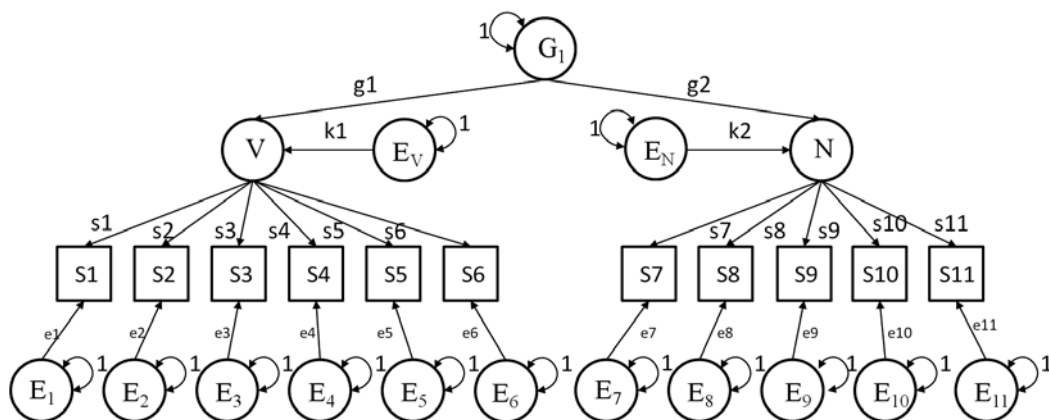 1 G₁
g1 g2
V k1 E_V 1 1 E_N k2 N
s1 s2 s3 s4 s5 s6 s7 s8 s9 s10 s11
S1 S2 S3 S4 S5 S6 S7 S8 S9 S10 S11
e1 e2 e3 e4 e5 e6 e7 e8 e9 e10 e11
E₁ 1 E₂ 1 E₃ 1 E₄ 1 E₅ 1 E₆ 1 E₇ 1 E₈ 1 E₉ 1 E₁₀ 1 E₁₁ 1